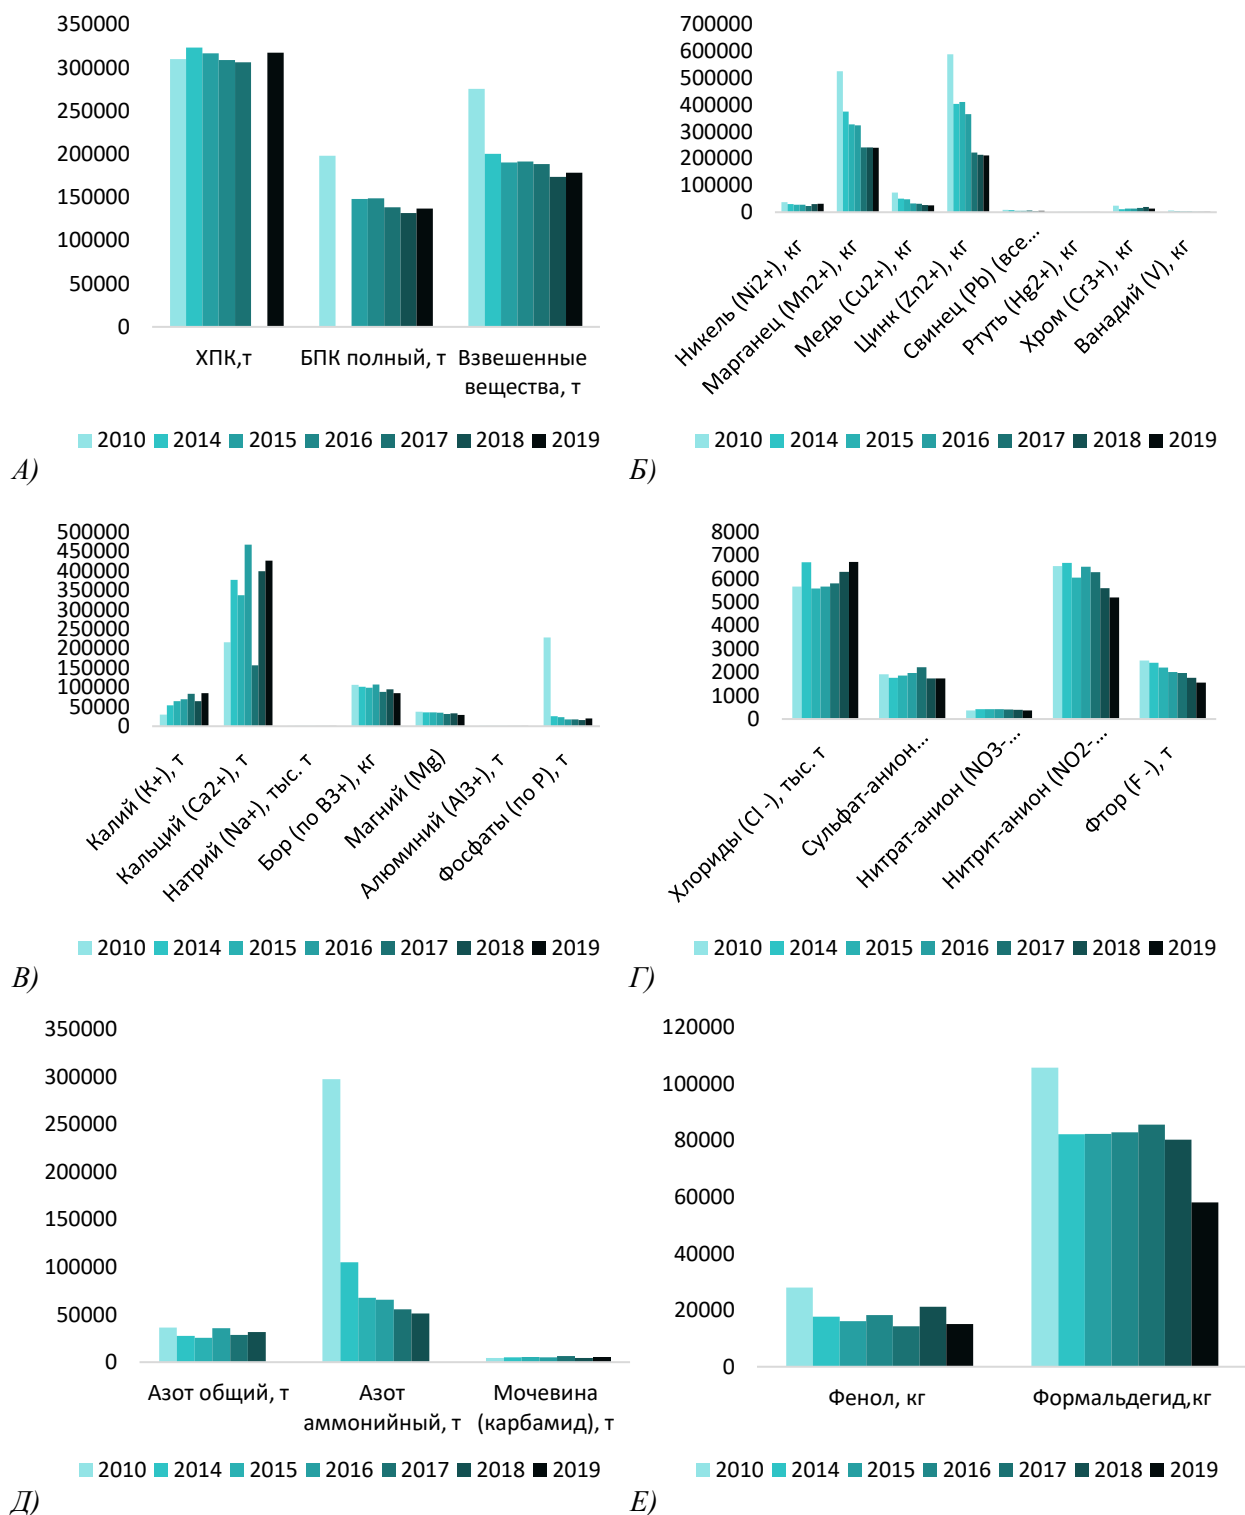 350000
300000
250000
200000
150000
100000
50000
0
ХПК,т
БПК полный, т
Взвешенные
вещества, т
2010 2014 2015 2016 2017 2018 2019
А)
700000
600000
500000
400000
300000
200000
100000
0
Никель (Ni2+), кг
Марганец (Mn2+), кг
Медь (Cu2+), кг
Цинк (Zn2+), кг
Свинец (Pb) (все...
Ртуть (Hg2+), кг
Хром (Cr3+), кг
Ванадий (V), кг
2010 2014 2015 2016 2017 2018 2019
Б)
500000
450000
400000
350000
300000
250000
200000
150000
100000
50000
0
Калий (К+), т
Кальций (Ca2+), т
Натрий (Na+), тыс. т
Бор (по B3+), кг
Магний (Mg)
Алюминий (Al3+), т
Фосфаты (по P), т
2010 2014 2015 2016 2017 2018 2019
В)
8000
7000
6000
5000
4000
3000
2000
1000
0
Хлориды (Cl -), тыс. т
Сульфат-анион...
Нитрат-анион (NO3-...
Нитрит-анион (NO2-...
Фтор (F -), т
2010 2014 2015 2016 2017 2018 2019
Г)
350000
300000
250000
200000
150000
100000
50000
0
Азот общий, т
Азот
аммонийный, т
Мочевина
(карбамид), т
2010 2014 2015 2016 2017 2018 2019
Д)
120000
100000
80000
60000
40000
20000
0
Фенол, кг
Формальдегид,кг
2010 2014 2015 2016 2017 2018 2019
Е)